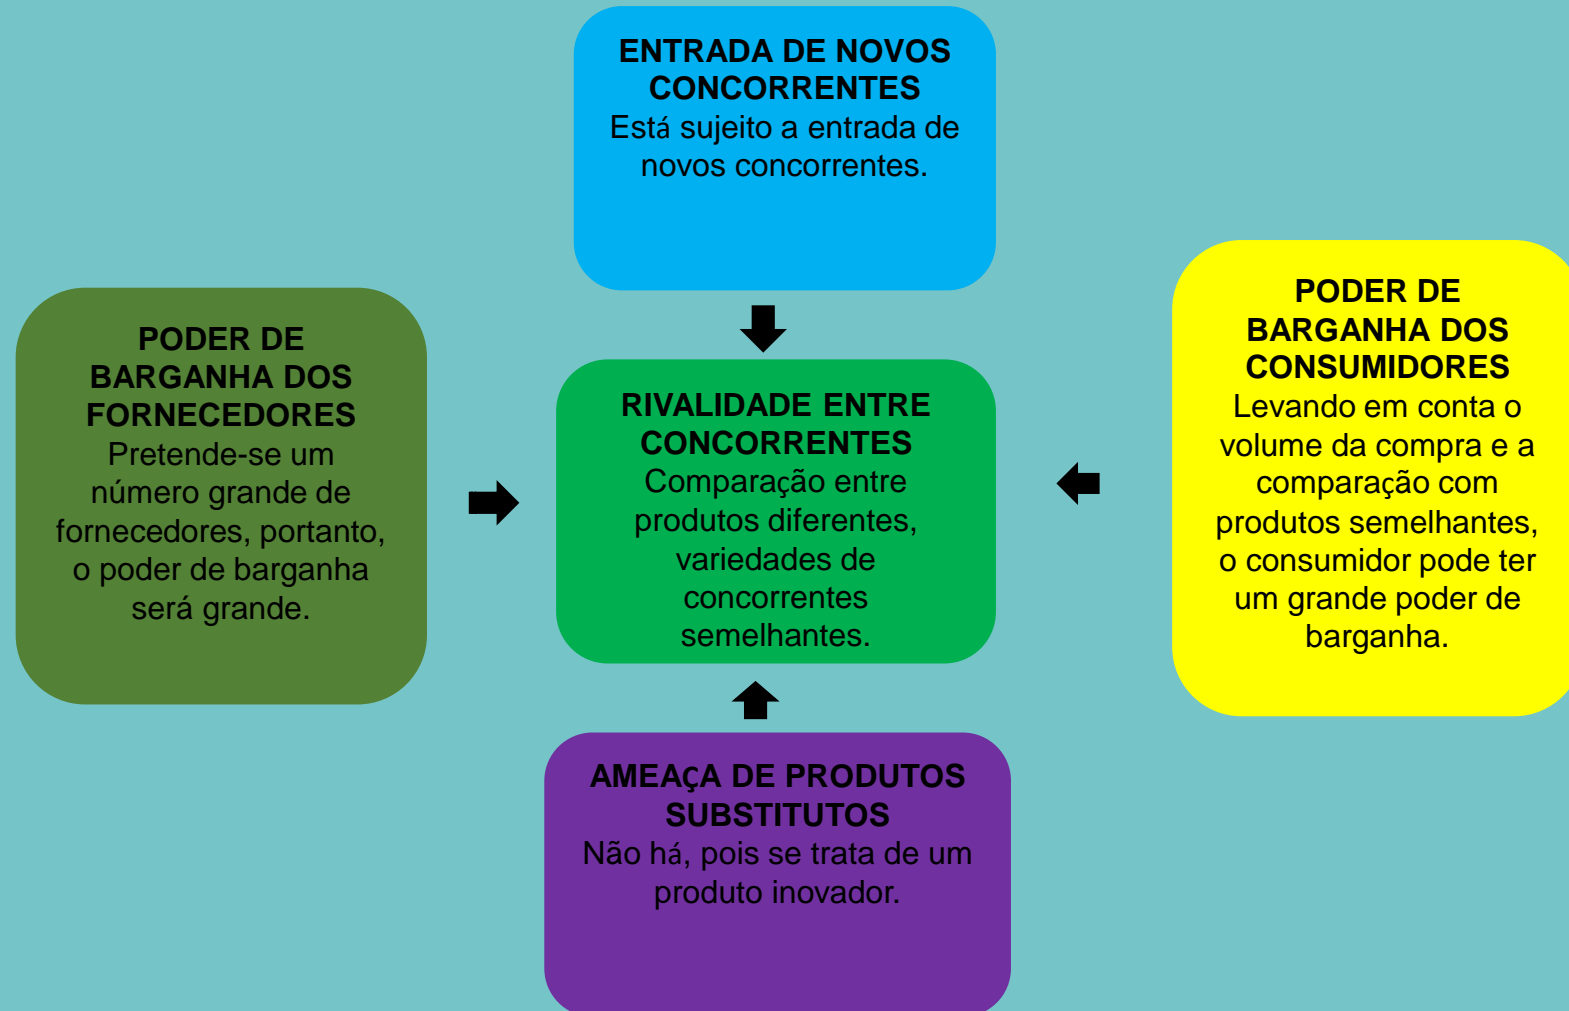 ENTRADA DE NOVOS
CONCORRENTES
Está sujeito a entrada de
novos concorrentes.
PODER DE
BARGANHA DOS
FORNECEDORES
Pretende-se um
número grande de
fornecedores, portanto,
o poder de barganha
será grande.
RIVALIDADE ENTRE
CONCORRENTES
Comparação entre
produtos diferentes,
variedades de
concorrentes
semelhantes.
PODER DE
BARGANHA DOS
CONSUMIDORES
Levando em conta o
volume da compra e a
comparação com
produtos semelhantes,
o consumidor pode ter
um grande poder de
barganha.
AMEAÇA DE PRODUTOS
SUBSTITUTOS
Não há, pois se trata de um
produto inovador.